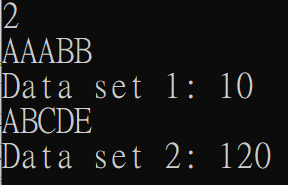 2
AAABB
Data set 1: 10
ABCDE
Data set 2: 120